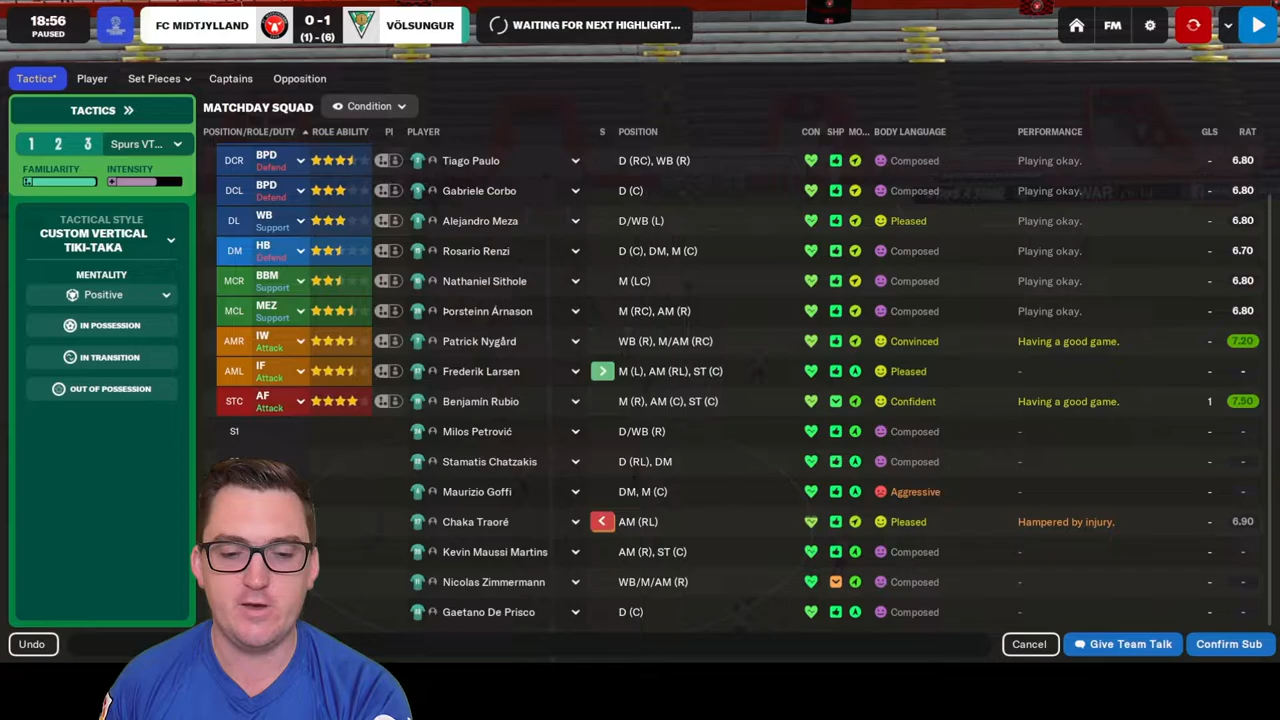 18:56
PAUSED
FC MIDTJYLLAND
0 - 1
(1) - (6)
VÖLSUNGUR
WAITING FOR NEXT HIGHLIGHT...
FM
Tactics*
Player
Set Pieces
Captains
Opposition
TACTICS
1 2 3 Spurs VT...
FAMILIARITY INTENSITY
TACTICAL STYLE
CUSTOM VERTICAL
TIKI-TAKA
MENTALITY
Positive
IN POSSESSION
IN TRANSITION
OUT OF POSSESSION
MATCHDAY SQUAD Condition
POSITION/ROLE/DUTY ROLE ABILITY PI PLAYER S POSITION CON SHP MO... BODY LANGUAGE PERFORMANCE GLS RAT
DCR BPD Defend Tiago Paulo D (RC), WB (R) Composed Playing okay. - 6.80
DCL BPD Defend Gabriele Corbo D (C) Composed Playing okay. - 6.80
DL WB Support Alejandro Meza D/WB (L) Pleased Playing okay. - 6.80
DM HB Defend Rosario Renzi D (C), DM, M (C) Composed Playing okay. - 6.70
MCR BBM Support Nathaniel Sithole M (LC) Composed Playing okay. - 6.80
MCL MEZ Support Þorsteinn Árnason M (RC), AM (R) Composed Playing okay. - 6.80
AMR IW Attack Patrick Nygård WB (R), M/AM (RC) Convinced Having a good game. - 7.20
AML IF Attack Frederik Larsen M (L), AM (RL), ST (C) Pleased - - -
STC AF Attack Benjamín Rubio M (R), AM (C), ST (C) Confident Having a good game. 1 7.50
S1 Milos Petrović D/WB (R) Composed - - -
Stamatis Chatzakis D (RL), DM Composed - - -
Maurizio Goffi DM, M (C) Aggressive - - -
Chaka Traoré AM (RL) Pleased Hampered by injury. - 6.90
Kevin Maussi Martins AM (R), ST (C) Composed - - -
Nicolas Zimmermann WB/M/AM (R) Composed - - -
Gaetano De Prisco D (C) Composed - - -
Undo
Cancel
Give Team Talk
Confirm Sub